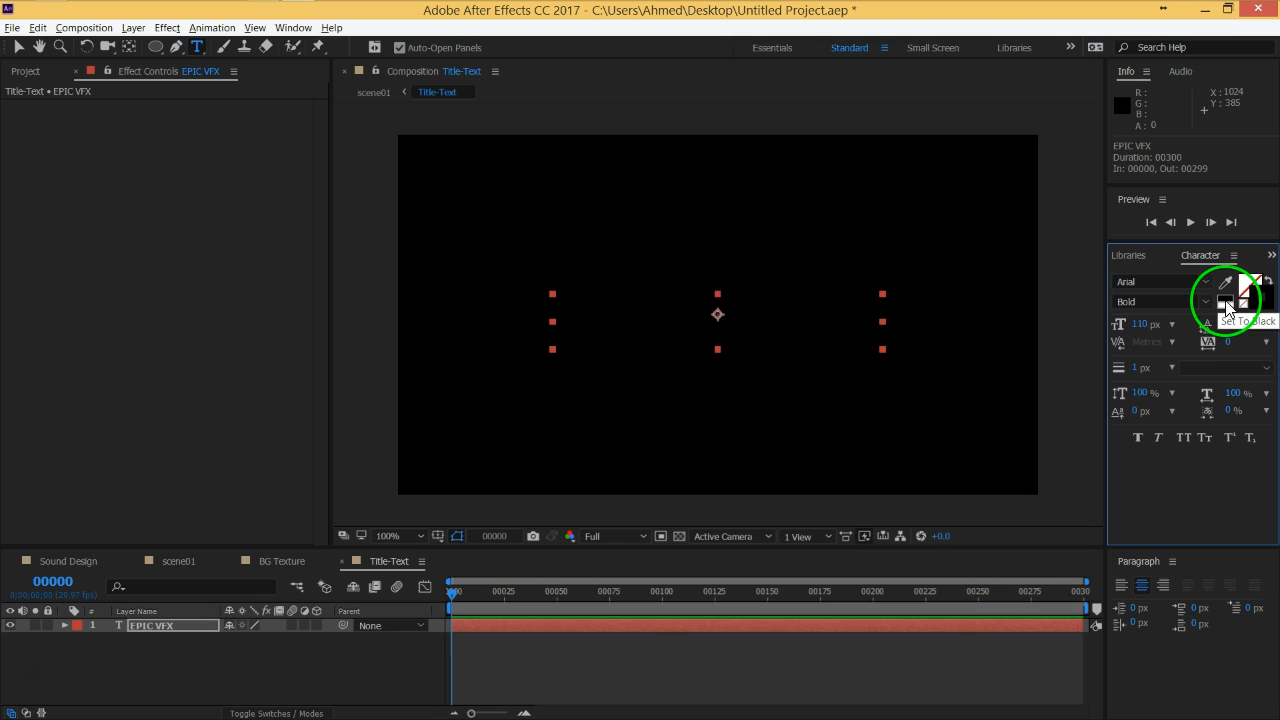 Adobe After Effects CC 2017 - C:\Users\Ahmed\Desktop\Untitled Project.aep *
File Edit Composition Layer Effect Animation View Window Help
Auto-Open Panels Essentials Standard Small Screen Libraries Search Help
Project Effect Controls EPIC VFX Composition Title-Text Info Audio
Title-Text • EPIC VFX scene01 Title-Text
R : X : 1024
G : Y : 385
B :
A : 0
EPIC VFX
Duration: 00300
In: 00000, Out: 00299
Preview
Libraries Character
Arial
Bold
Set To Black
110 px
Metrics 0
1 px
100 % 100 %
0 px 0 %
100% 00000 Full Active Camera 1 View +0.0
Sound Design scene01 BG Texture Title-Text Paragraph
00000
0;00;00;00 (29.97 fps)
00025 00050 00075 00100 00125 00150 00175 00200 00225 00250 00275 0030
# Layer Name Parent
1 T EPIC VFX None
0 px 0 px 0 px
0 px 0 px
Toggle Switches / Modes